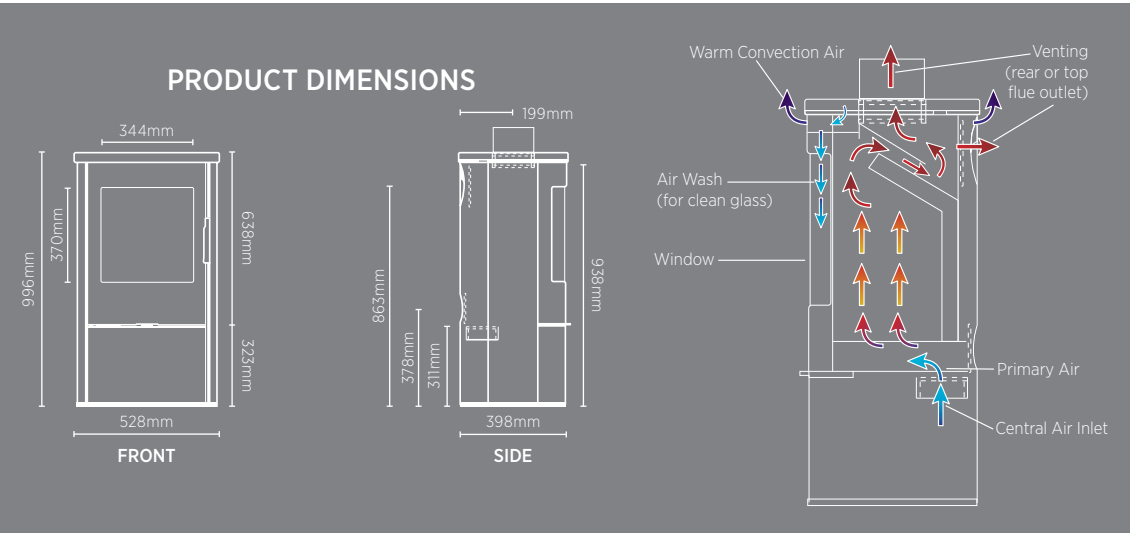 PRODUCT DIMENSIONS
344mm
996mm
370mm
638mm
323mm
528mm
FRONT
199mm
863mm
378mm
311mm
938mm
398mm
SIDE
Warm Convection Air
Venting
(rear or top
flue outlet)
Air Wash
(for clean glass)
Window
Primary Air
Central Air Inlet